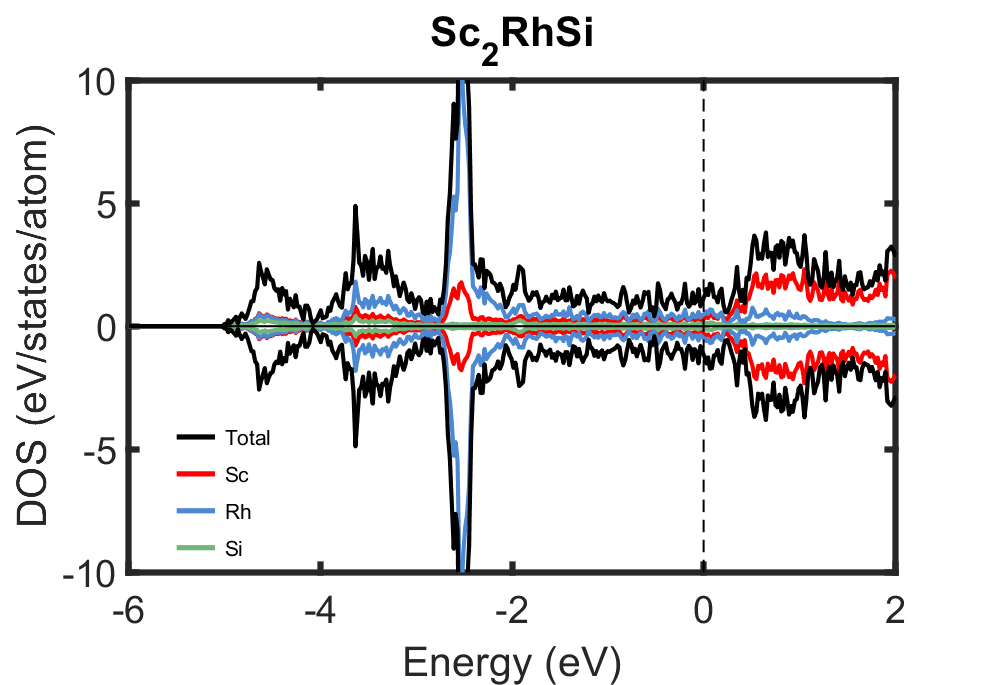 Sc2RhSi
DOS (eV/states/atom)
10
5
0
-5
-10
Total
Sc
Rh
Si
-6 -4 -2 0 2
Energy (eV)